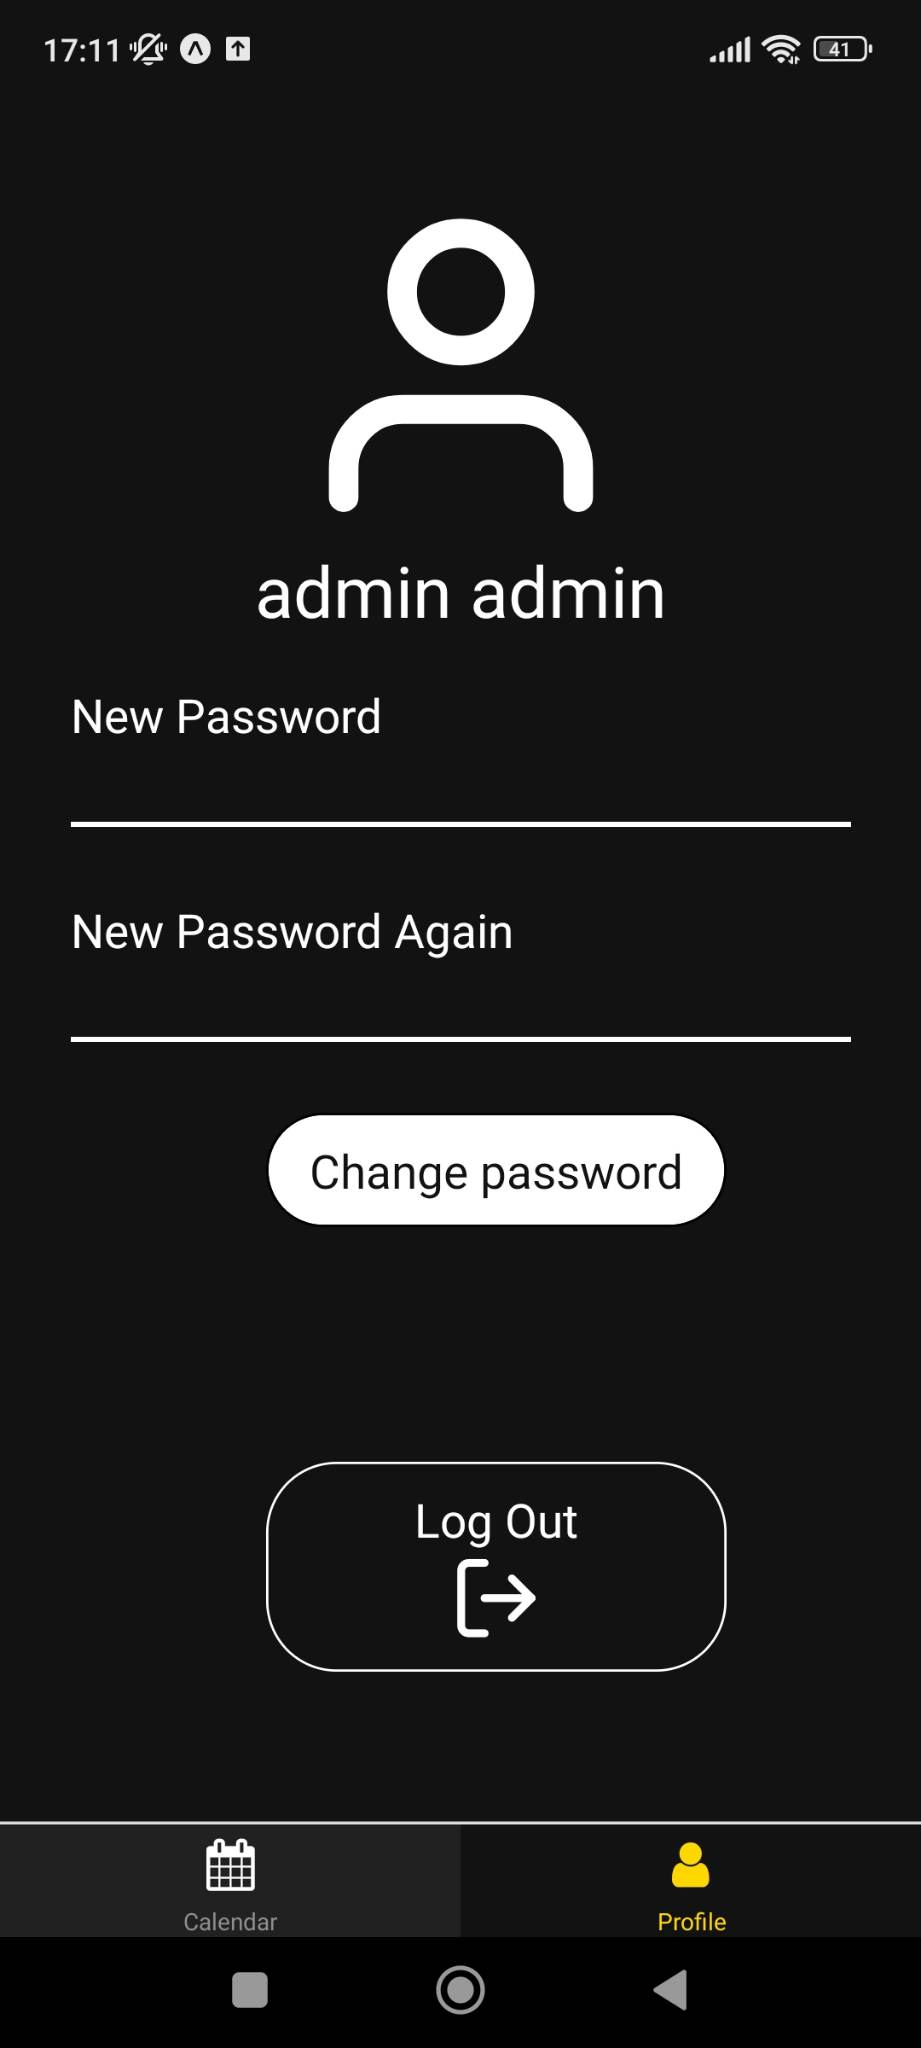 17:11
41
admin admin
New Password
New Password Again
Change password
Log Out
Calendar
Profile